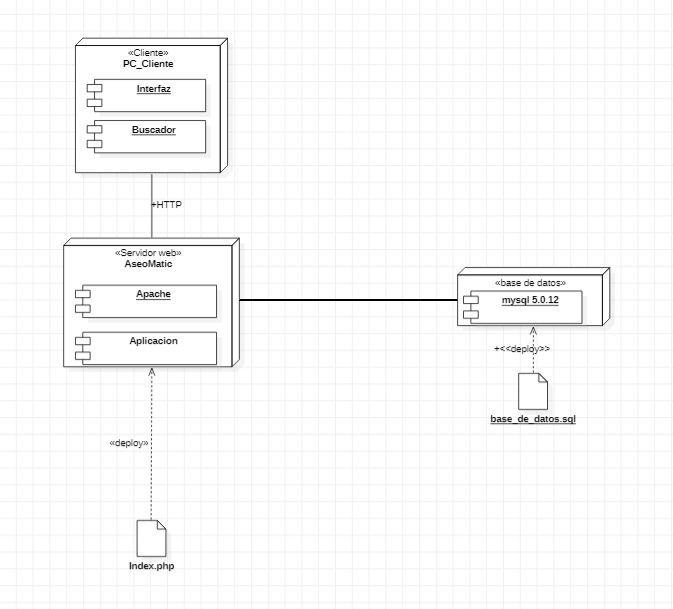 «Cliente»
PC_Cliente
Interfaz
Buscador
+HTTP
«Servidor web»
AseoMatic
Apache
Aplicacion
«base de datos»
mysql 5.0.12
+<<deploy>>
base_de_datos.sql
«deploy»
Index.php